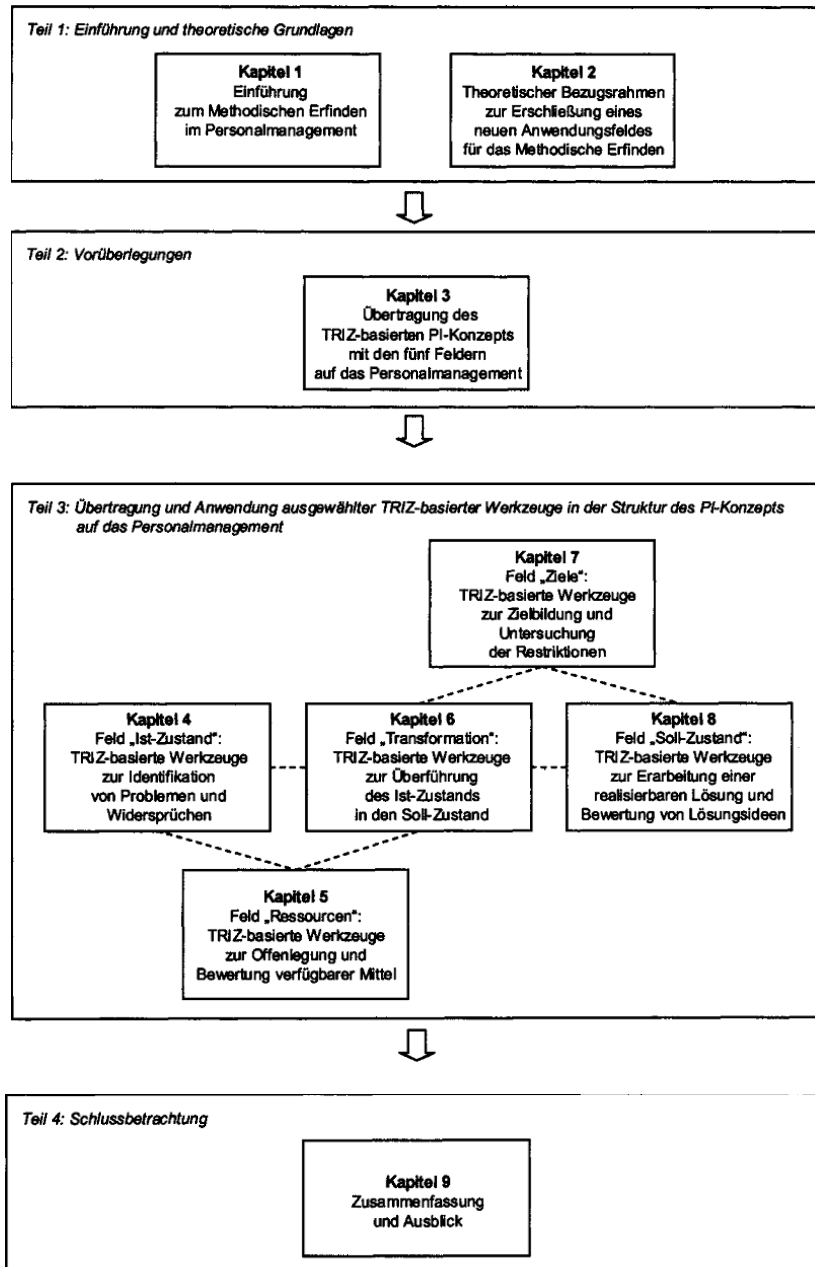 Teil 1: Einführung und theoretische Grundlagen
Kapitel 1
Einführung
zum Methodischen Erfinden
im Personalmanagement
Kapitel 2
Theoretischer Bezugsrahmen
zur Erschließung eines
neuen Anwendungsfeldes
für das Methodische Erfinden
Teil 2: Vorüberlegungen
Kapitel 3
Übertragung des
TRIZ-basierten PI-Konzepts
mit den fünf Feldern
auf das Personalmanagement
Teil 3: Übertragung und Anwendung ausgewählter TRIZ-basierter Werkzeuge in der Struktur des PI-Konzepts
auf das Personalmanagement
Kapitel 7
Feld „Ziele“:
TRIZ-basierte Werkzeuge
zur Zielbildung und
Untersuchung
der Restriktionen
Kapitel 4
Feld „Ist-Zustand“:
TRIZ-basierte Werkzeuge
zur Identifikation
von Problemen und
Widersprüchen
Kapitel 6
Feld „Transformation“:
TRIZ-basierte Werkzeuge
zur Überführung
des Ist-Zustands
in den Soll-Zustand
Kapitel 8
Feld „Soll-Zustand“:
TRIZ-basierte Werkzeuge
zur Erarbeitung einer
realisierbaren Lösung und
Bewertung von Lösungsideen
Kapitel 5
Feld „Ressourcen“:
TRIZ-basierte Werkzeuge
zur Offenlegung und
Bewertung verfügbarer Mittel
Teil 4: Schlussbetrachtung
Kapitel 9
Zusammenfassung
und Ausblick